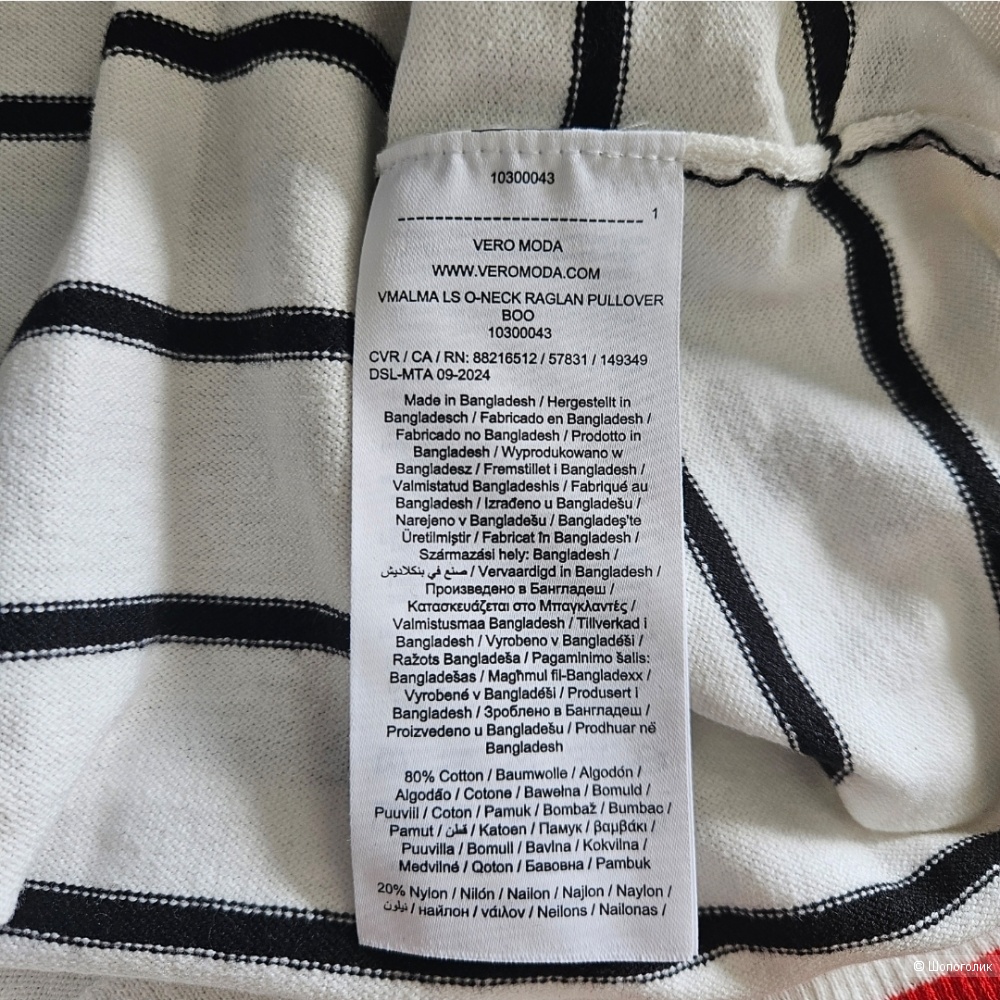 10300043
1
VERO MODA
WWW.VEROMODA.COM
VMALMA LS O-NECK RAGLAN PULLOVER
BOO
10300043
CVR / CA / RN: 88216512 / 57831 / 149349
DSL-MTA 09-2024
Made in Bangladesh / Hergestellt in
Bangladesch / Fabricado en Bangladesh /
Fabricado no Bangladesh / Prodotto in
Bangladesh / Wyprodukowano w
Bangladesz / Fremstillet i Bangladesh /
Valmistatud Bangladeshis / Fabriqué au
Bangladesh / Izrađeno u Bangladešu /
Narejeno v Bangladešu / Bangladeş'te
Üretilmiştir / Fabricat în Bangladesh /
Származási hely: Bangladesh /
صنع في بنكلاديش / Vervaardigd in Bangladesh /
Произведено в Бангладеш /
Κατασκευάζεται στο Μπαγκλαντές /
Valmistusmaa Bangladesh / Tillverkad i
Bangladesh / Vyrobeno v Bangladéši /
Ražots Bangladeša / Pagaminimo šalis:
Bangladešas / Magħmul fil-Bangladexx /
Vyrobené v Bangladéši / Produsert i
Bangladesh / Зроблено в Бангладеш /
Proizvedeno u Bangladešu / Prodhuar në
Bangladesh
80% Cotton / Baumwolle / Algodón /
Algodão / Cotone / Bawełna / Bomuld /
Puuvill / Coton / Pamuk / Bombaž / Bumbac /
Pamut / قطن / Katoen / Памук / βαμβάκι /
Puuvilla / Bomull / Bavlna / Kokvilna /
Medvilnė / Qoton / Бавовна / Pambuk
20% Nylon / Nilón / Nailon / Najlon / Naylon /
نيلون / найлон / νάιλον / Neilons / Nailonas /
© Шопоголик